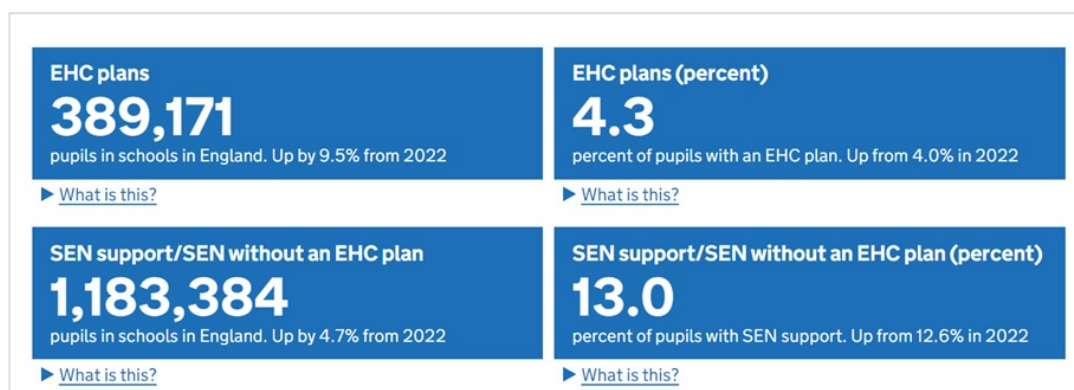 EHC plans
389,171
pupils in schools in England. Up by 9.5% from 2022
▶ What is this?
EHC plans (percent)
4.3
percent of pupils with an EHC plan. Up from 4.0% in 2022
▶ What is this?
SEN support/SEN without an EHC plan
1,183,384
pupils in schools in England. Up by 4.7% from 2022
▶ What is this?
SEN support/SEN without an EHC plan (percent)
13.0
percent of pupils with SEN support. Up from 12.6% in 2022
▶ What is this?